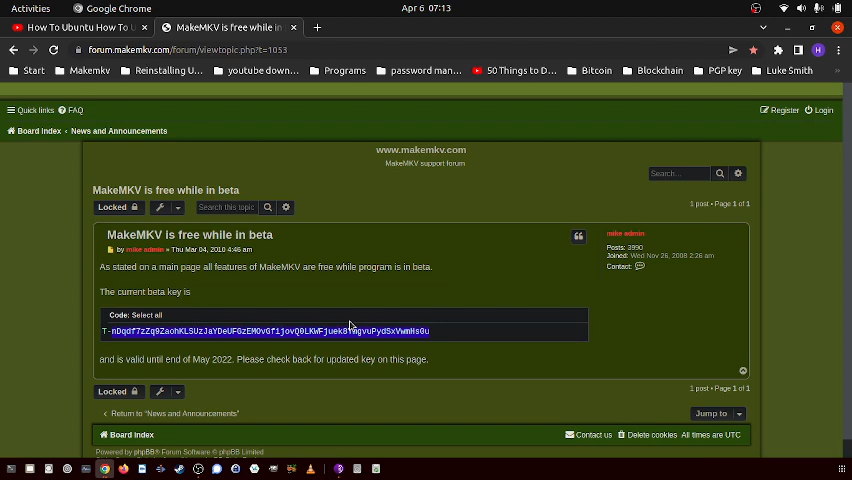 Activities
Google Chrome
Apr 6 07:13
How To Ubuntu How To U
MakeMKV is free while in
forum.makemkv.com/forum/viewtopic.php?t=1053
H
Start
Makemkv
Reinstalling U...
youtube down...
Programs
password man...
50 Things to D...
Bitcoin
Blockchain
PGP key
Luke Smith
»
Quick links
FAQ
Register
Login
Board index ‹ News and Announcements
www.makemkv.com
MakeMKV support forum
Search...
MakeMKV is free while in beta
Locked
Search this topic
1 post • Page 1 of 1
MakeMKV is free while in beta
by mike admin » Thu Mar 04, 2010 4:46 am
mike admin
Posts: 3990
Joined: Wed Nov 26, 2008 2:26 am
Contact:
As stated on a main page all features of MakeMKV are free while program is in beta.
The current beta key is
Code: Select all
and is valid until end of May 2022. Please check back for updated key on this page.
Locked
1 post • Page 1 of 1
Return to "News and Announcements"
Jump to
Board index
Contact us
Delete cookies
All times are UTC
Powered by phpBB® Forum Software © phpBB Limited